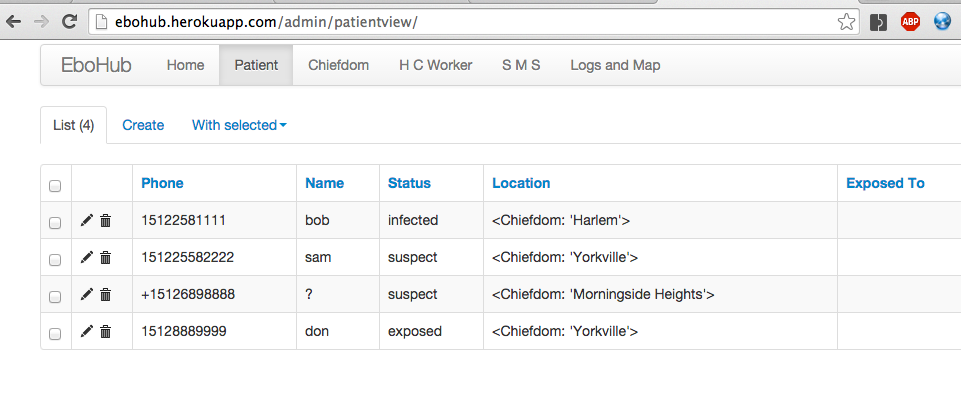 ebohub.herokuapp.com/admin/patientview/
ABP
EboHub Home Patient Chiefdom H C Worker S M S Logs and Map
List (4) Create With selected
Phone Name Status Location Exposed To
15122581111 bob infected <Chiefdom: 'Harlem'>
151225582222 sam suspect <Chiefdom: 'Yorkville'>
+15126898888 ? suspect <Chiefdom: 'Morningside Heights'>
15128889999 don exposed <Chiefdom: 'Yorkville'>